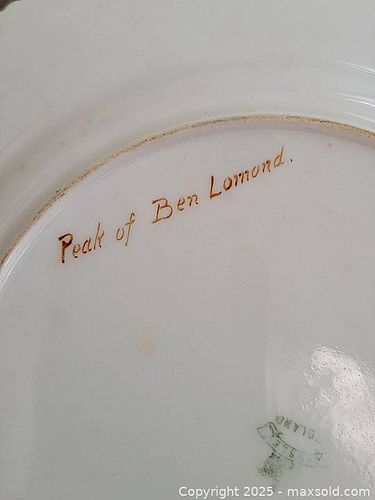 Peak of Ben Lomond.
Copyright © 2025 - maxsold.com